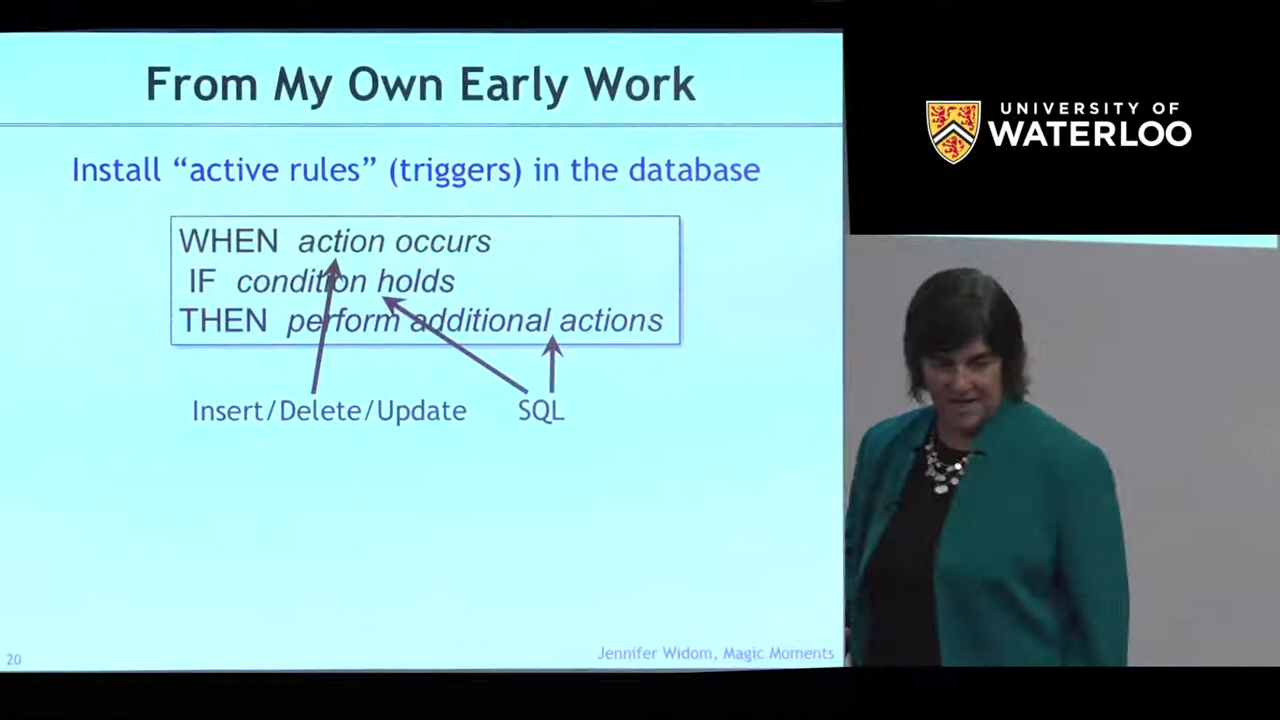 From My Own Early Work
Install “active rules” (triggers) in the database
WHEN action occurs
IF condition holds
THEN perform additional actions
Insert/Delete/Update
SQL
20
Jennifer Widom, Magic Moments
UNIVERSITY OF
WATERLOO